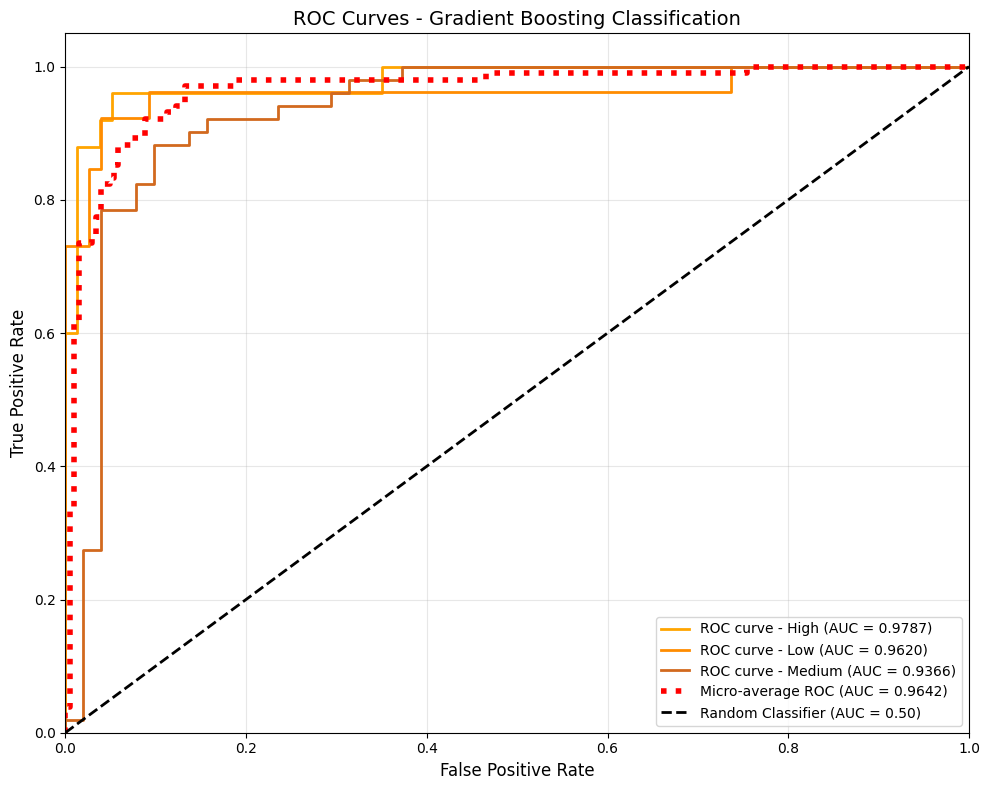 ROC Curves - Gradient Boosting Classification
True Positive Rate
1.0
0.8
0.6
0.4
0.2
0.0
0.0 0.2 0.4 0.6 0.8 1.0
False Positive Rate
ROC curve - High (AUC = 0.9787)
ROC curve - Low (AUC = 0.9620)
ROC curve - Medium (AUC = 0.9366)
Micro-average ROC (AUC = 0.9642)
Random Classifier (AUC = 0.50)